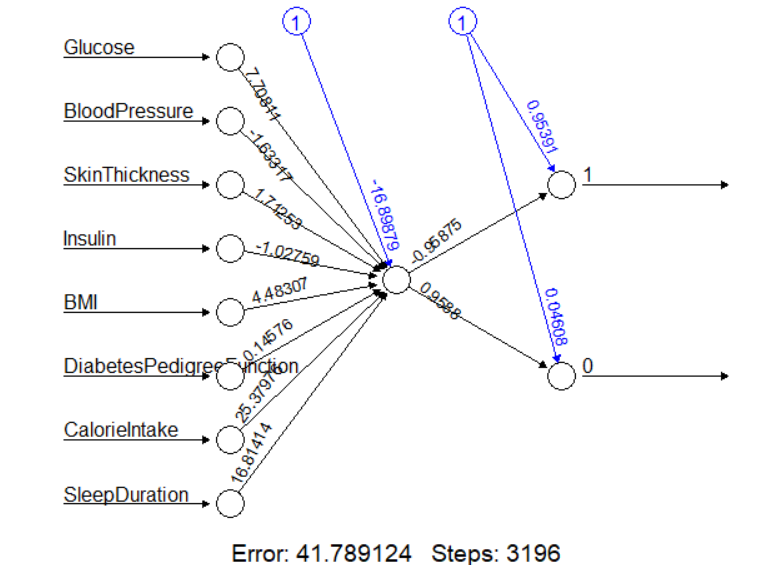 1
1
Glucose
7.70811
BloodPressure
-1.63317
0.95391
SkinThickness
1.74253
1
-16.89879
Insulin
-1.02759
-0.95875
BMI
4.48307
0.9588
0.04608
DiabetesPedigreeFunction
0.14576
0
CalorieIntake
25.37976
SleepDuration
16.81414
Error: 41.789124 Steps: 3196